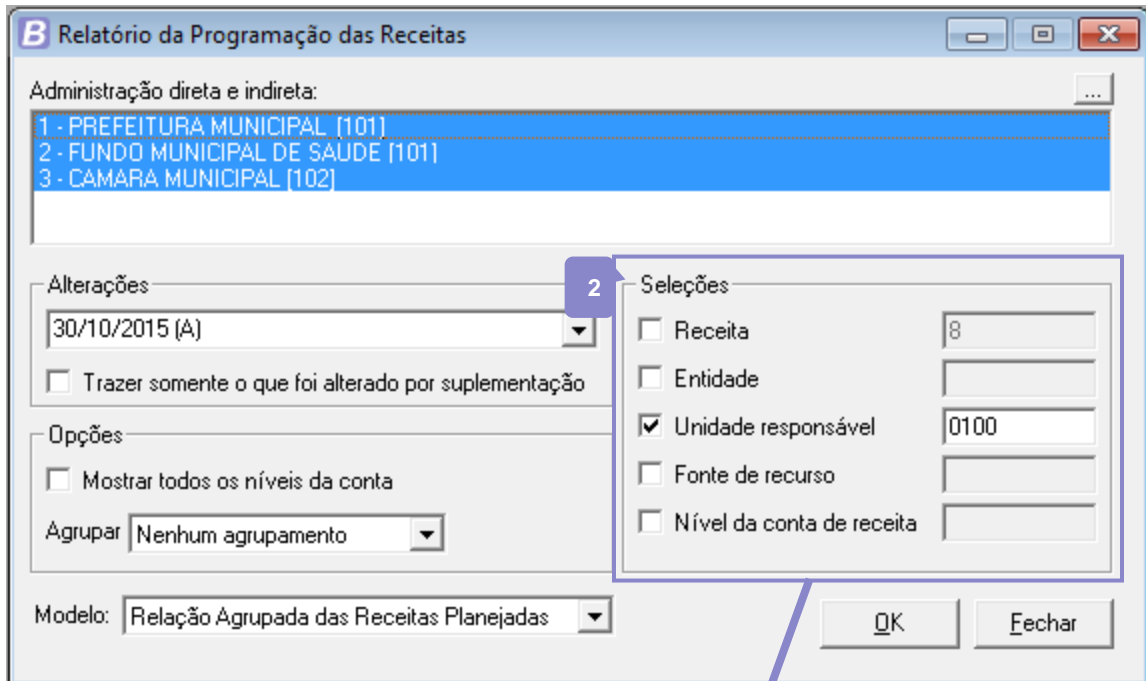 B Relatório da Programação das Receitas
Administração direta e indireta:
...
1 - PREFEITURA MUNICIPAL [101]
2 - FUNDO MUNICIPAL DE SAUDE [101]
3 - CAMARA MUNICIPAL [102]
Alterações
30/10/2015 (A)
Trazer somente o que foi alterado por suplementação
Opções
Mostrar todos os níveis da conta
Agrupar Nenhum agrupamento
2
Seleções
Receita 8
Entidade
Unidade responsável 0100
Fonte de recurso
Nível da conta de receita
Modelo: Relação Agrupada das Receitas Planejadas
OK Fechar